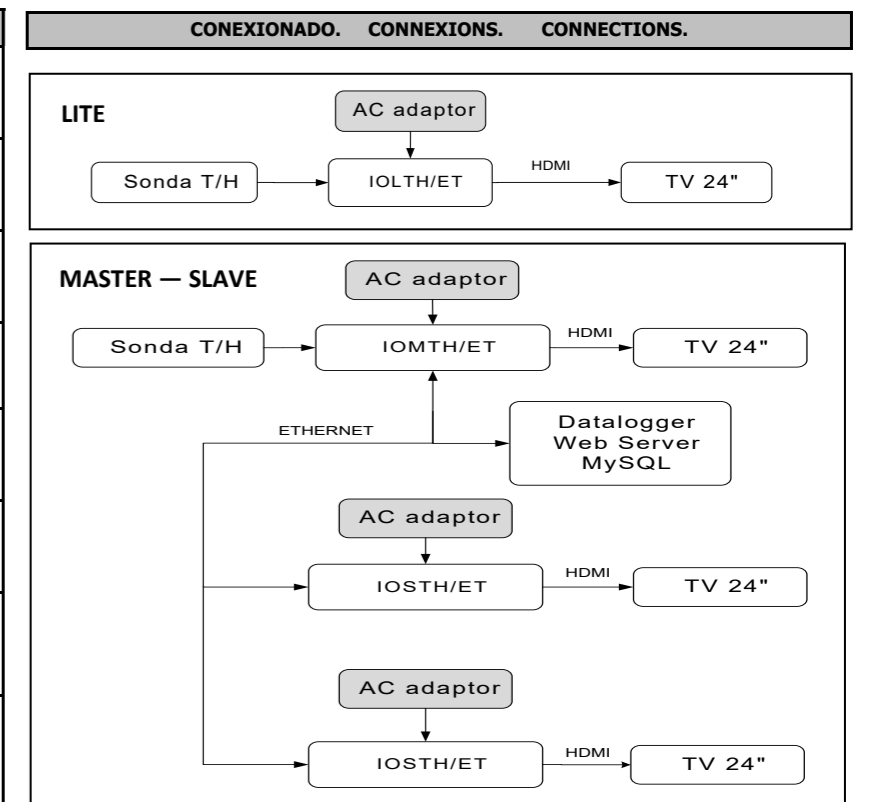 CONEXIONADO. CONNEXIONS. CONNECTIONS.
LITE
AC adaptor
Sonda T/H
IOLTH/ET
HDMI
TV 24"
MASTER — SLAVE
AC adaptor
Sonda T/H
IOMTH/ET
HDMI
TV 24"
ETHERNET
Datalogger
Web Server
MySQL
AC adaptor
IOSTH/ET
HDMI
TV 24"
AC adaptor
IOSTH/ET
HDMI
TV 24"